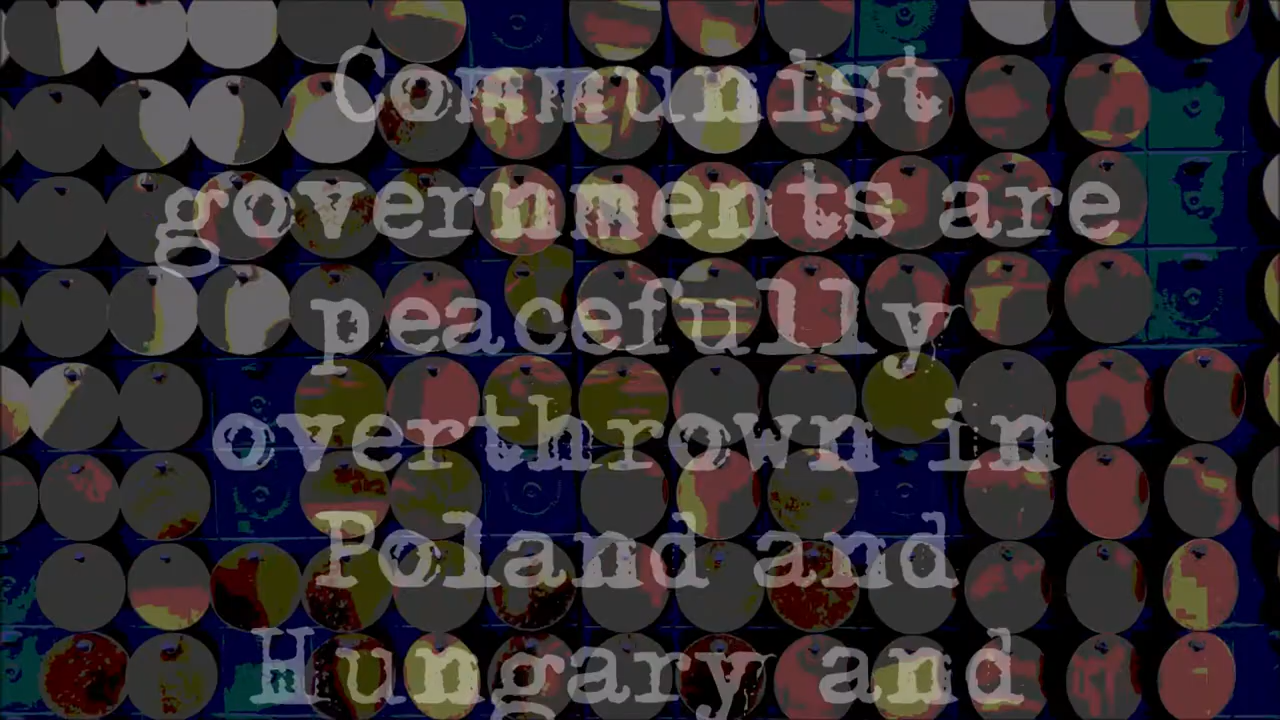 Communist
governments are
peacefully
overthrown in
Poland and
Hungary and